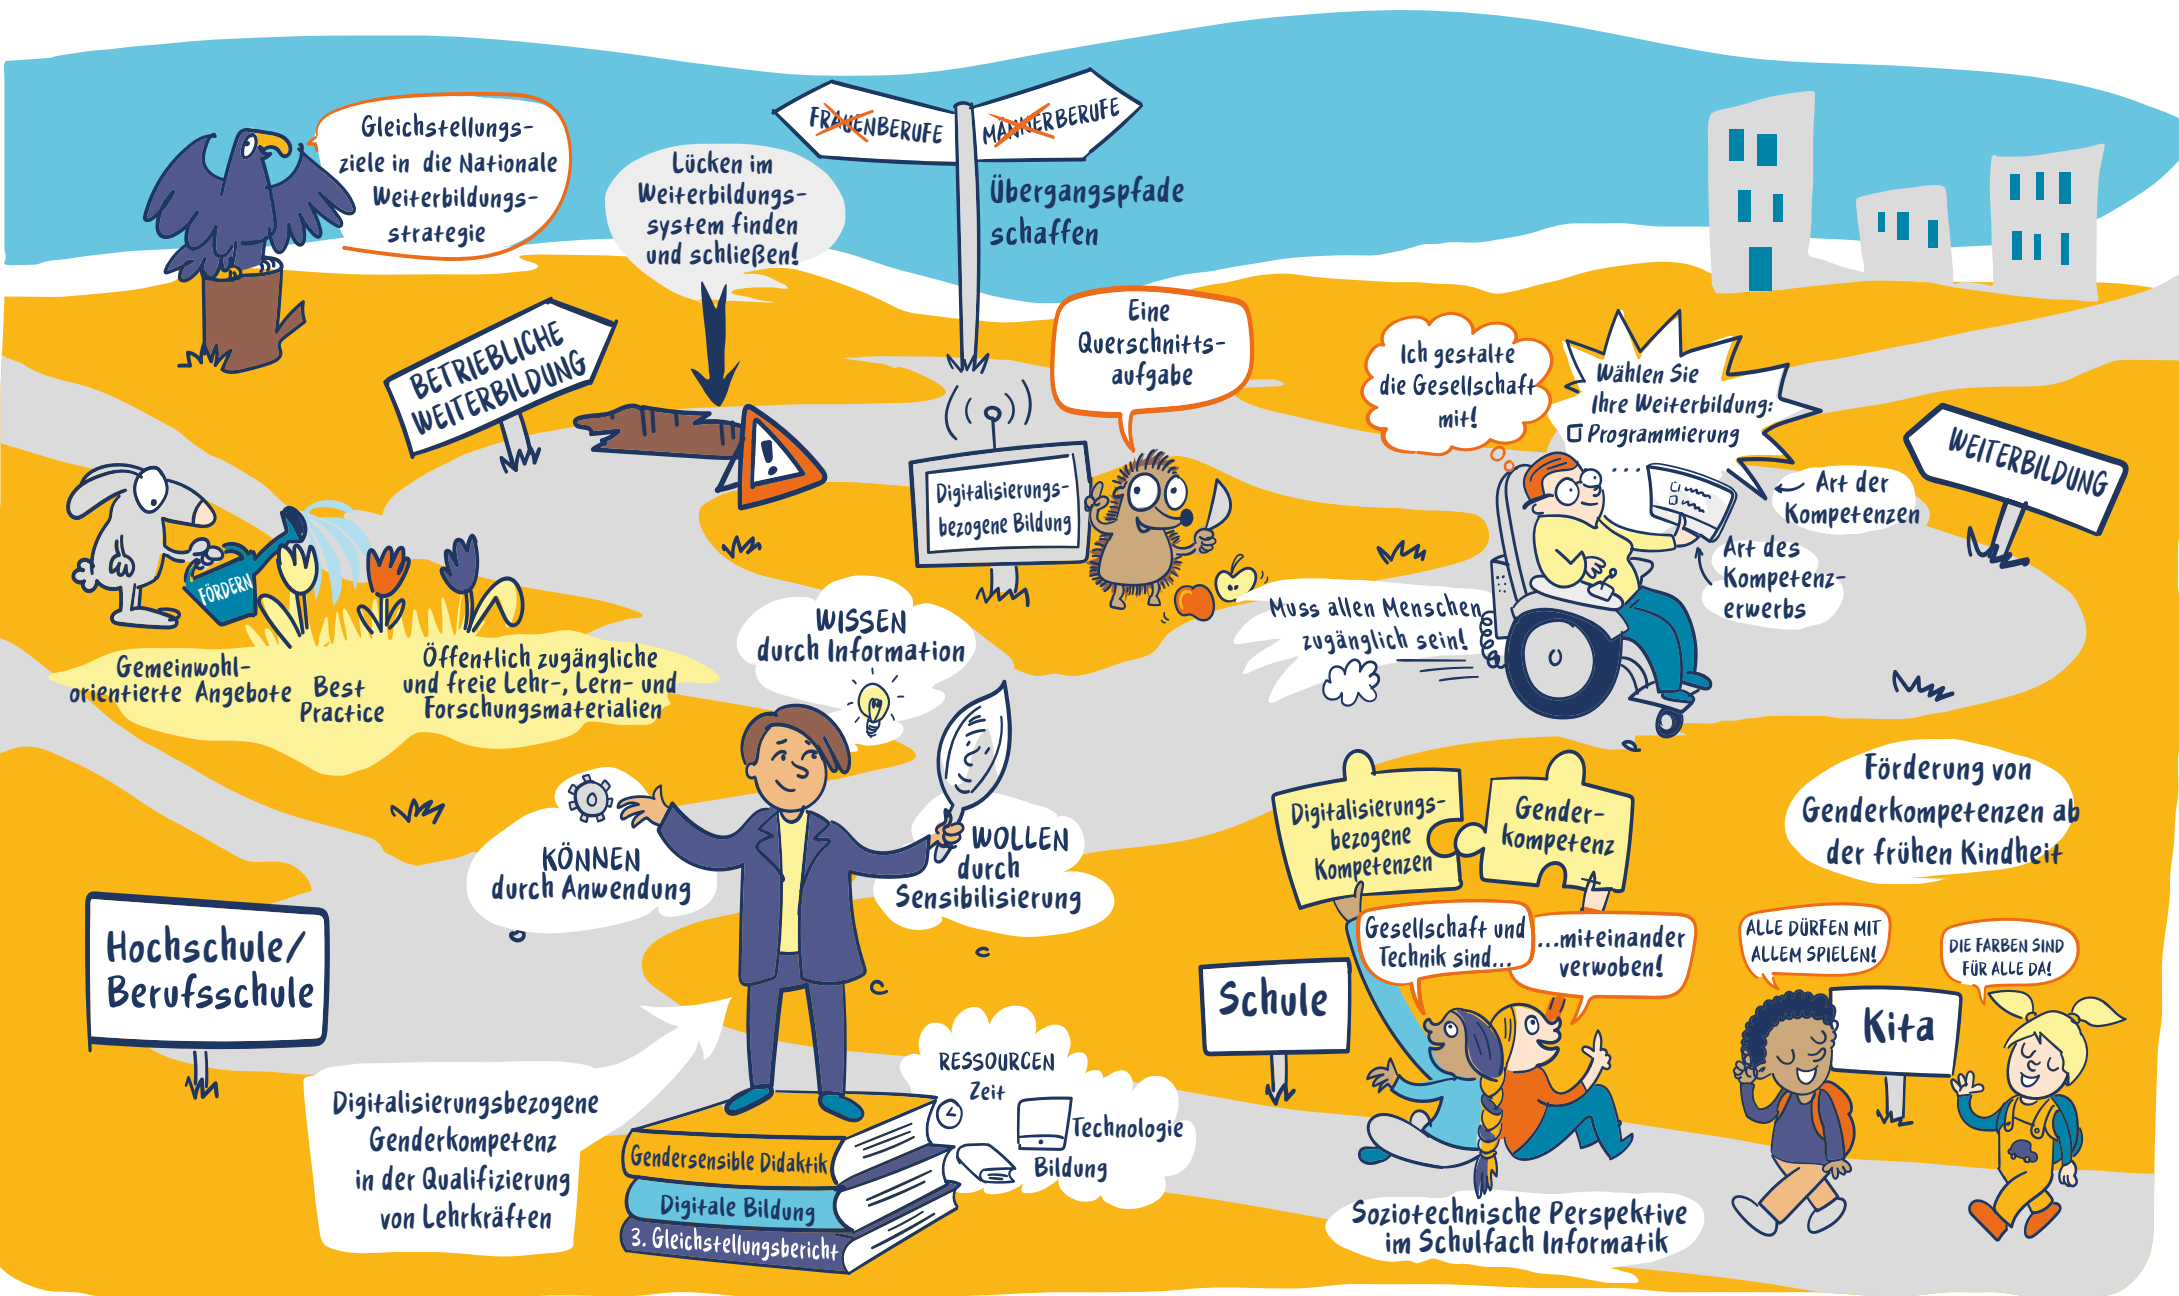 Gleichstellungs-
ziele in die Nationale
Weiterbildungs-
strategie
Lücken im
Weiterbildungs-
system finden
und schließen!
FRAUENBERUFE
MÄNNERBERUFE
Übergangspfade
schaffen
BETRIEBLICHE
WEITERBILDUNG
!
Eine
Querschnitts-
aufgabe
Digitalisierungs-
bezogene Bildung
Ich gestalte
die Gesellschaft
mit!
Wählen Sie
Ihre Weiterbildung:
Programmierung
...
Art der
Kompetenzen
Art des
Kompetenz-
erwerbs
WEITERBILDUNG
Muss allen Menschen
zugänglich sein!
FÖRDERN
Gemeinwohl-
orientierte Angebote
Best
Practice
Öffentlich zugängliche
und freie Lehr-, Lern- und
Forschungsmaterialien
WISSEN
durch Information
KÖNNEN
durch Anwendung
WOLLEN
durch
Sensibilisierung
Digitalisierungs-
bezogene
Kompetenzen
Gender-
kompetenz
Förderung von
Genderkompetenzen ab
der frühen Kindheit
Hochschule/
Berufsschule
Digitalisierungsbezogene
Genderkompetenz
in der Qualifizierung
von Lehrkräften
Gendersensible Didaktik
Digitale Bildung
3. Gleichstellungsbericht
RESSOURCEN
Zeit
Technologie
Bildung
Schule
Gesellschaft und
Technik sind...
...miteinander
verwoben!
Soziotechnische Perspektive
im Schulfach Informatik
ALLE DÜRFEN MIT
ALLEM SPIELEN!
Kita
DIE FARBEN SIND
FÜR ALLE DA!